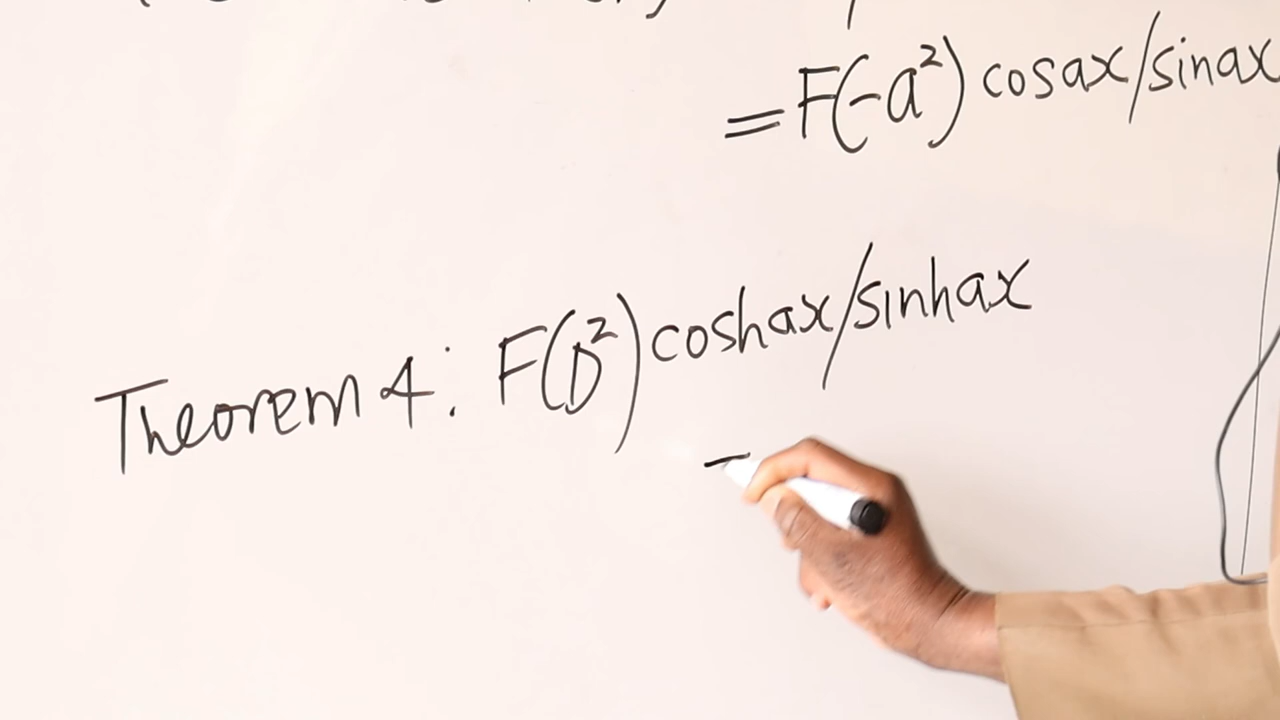 = F(-a²) cosax/sinax
Theorem 4: F(D²) coshax/sinhax